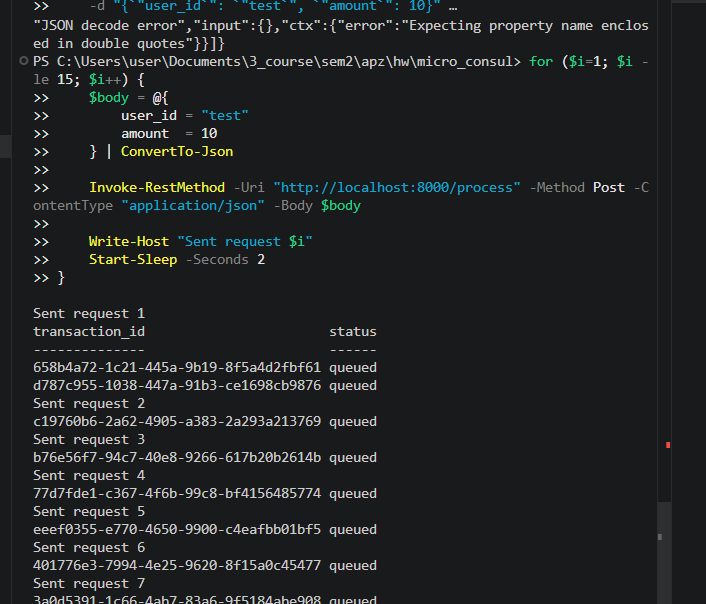 >>     -d "{`"user_id`": `"test`", `"amount`": 10}" …
"JSON decode error","input":{},"ctx":{"error":"Expecting property name enclos
ed in double quotes"}}]}
PS C:\Users\user\Documents\3_course\sem2\apz\hw\micro_consul> for ($i=1; $i -
le 15; $i++) {
>>     $body = @{
>>         user_id = "test"
>>         amount  = 10
>>     } | ConvertTo-Json
>>
>>     Invoke-RestMethod -Uri "http://localhost:8000/process" -Method Post -C
ontentType "application/json" -Body $body
>>
>>     Write-Host "Sent request $i"
>>     Start-Sleep -Seconds 2
>> }
Sent request 1
transaction_id                       status
--------------                       ------
658b4a72-1c21-445a-9b19-8f5a4d2fbf61 queued
d787c955-1038-447a-91b3-ce1698cb9876 queued
Sent request 2
c19760b6-2a62-4905-a383-2a293a213769 queued
Sent request 3
b76e56f7-94c7-40e8-9266-617b20b2614b queued
Sent request 4
77d7fde1-c367-4f6b-99c8-bf4156485774 queued
Sent request 5
eeef0355-e770-4650-9900-c4eafbb01bf5 queued
Sent request 6
401776e3-7994-4e25-9620-8f15a0c45477 queued
Sent request 7
3a0d5391-1c66-4ab7-83a6-9f5184abe908 queued